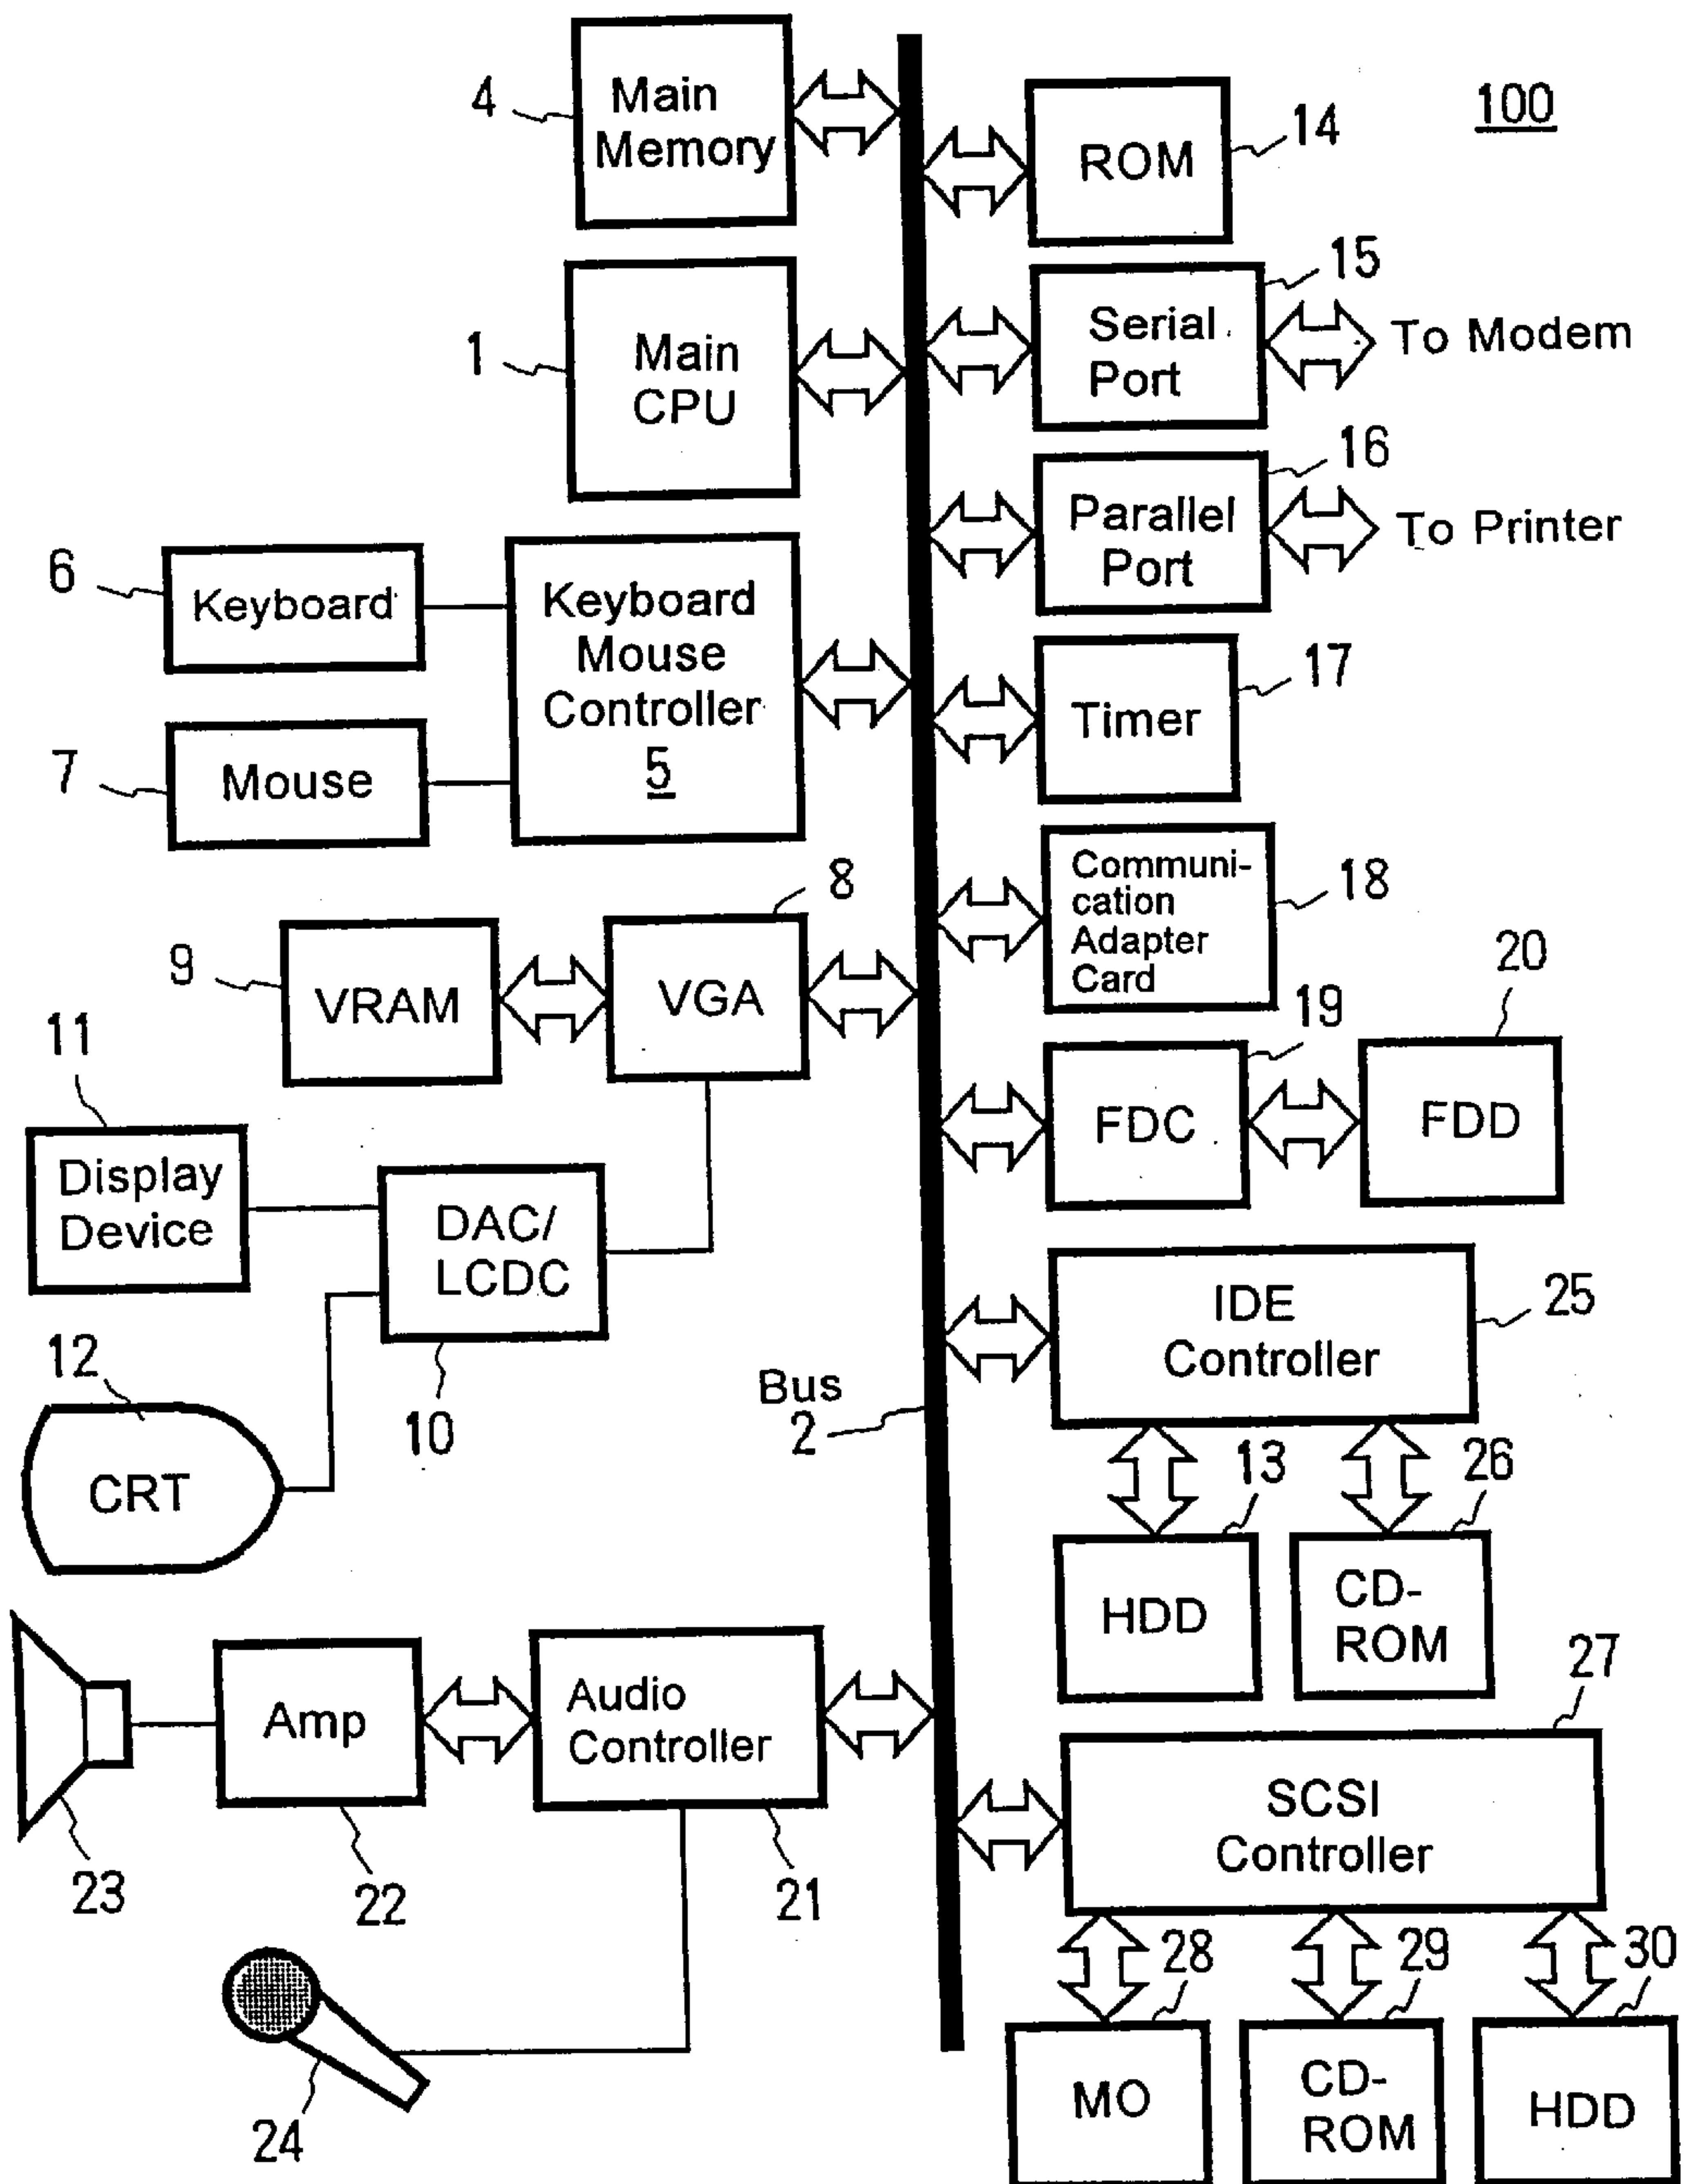 4
Main
Memory
100
14
ROM
15
Serial
Port
To Modem
1
Main
CPU
16
Parallel
Port
To Printer
6
Keyboard
Keyboard
Mouse
Controller
5
7
Mouse
17
Timer
18
Communi-
cation
Adapter
Card
8
9
VRAM
VGA
19
20
FDC
FDD
11
Display
Device
DAC/
LCDC
10
12
CRT
Bus
2
25
IDE
Controller
13
26
HDD
CD-
ROM
23
Amp
22
Audio
Controller
21
24
27
SCSI
Controller
28
29
30
MO
CD-
ROM
HDD